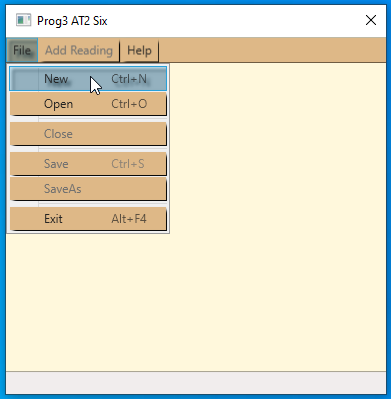 Prog3 AT2 Six
File Add Reading Help
New Ctrl+N
Open Ctrl+O
Close
Save Ctrl+S
SaveAs
Exit Alt+F4